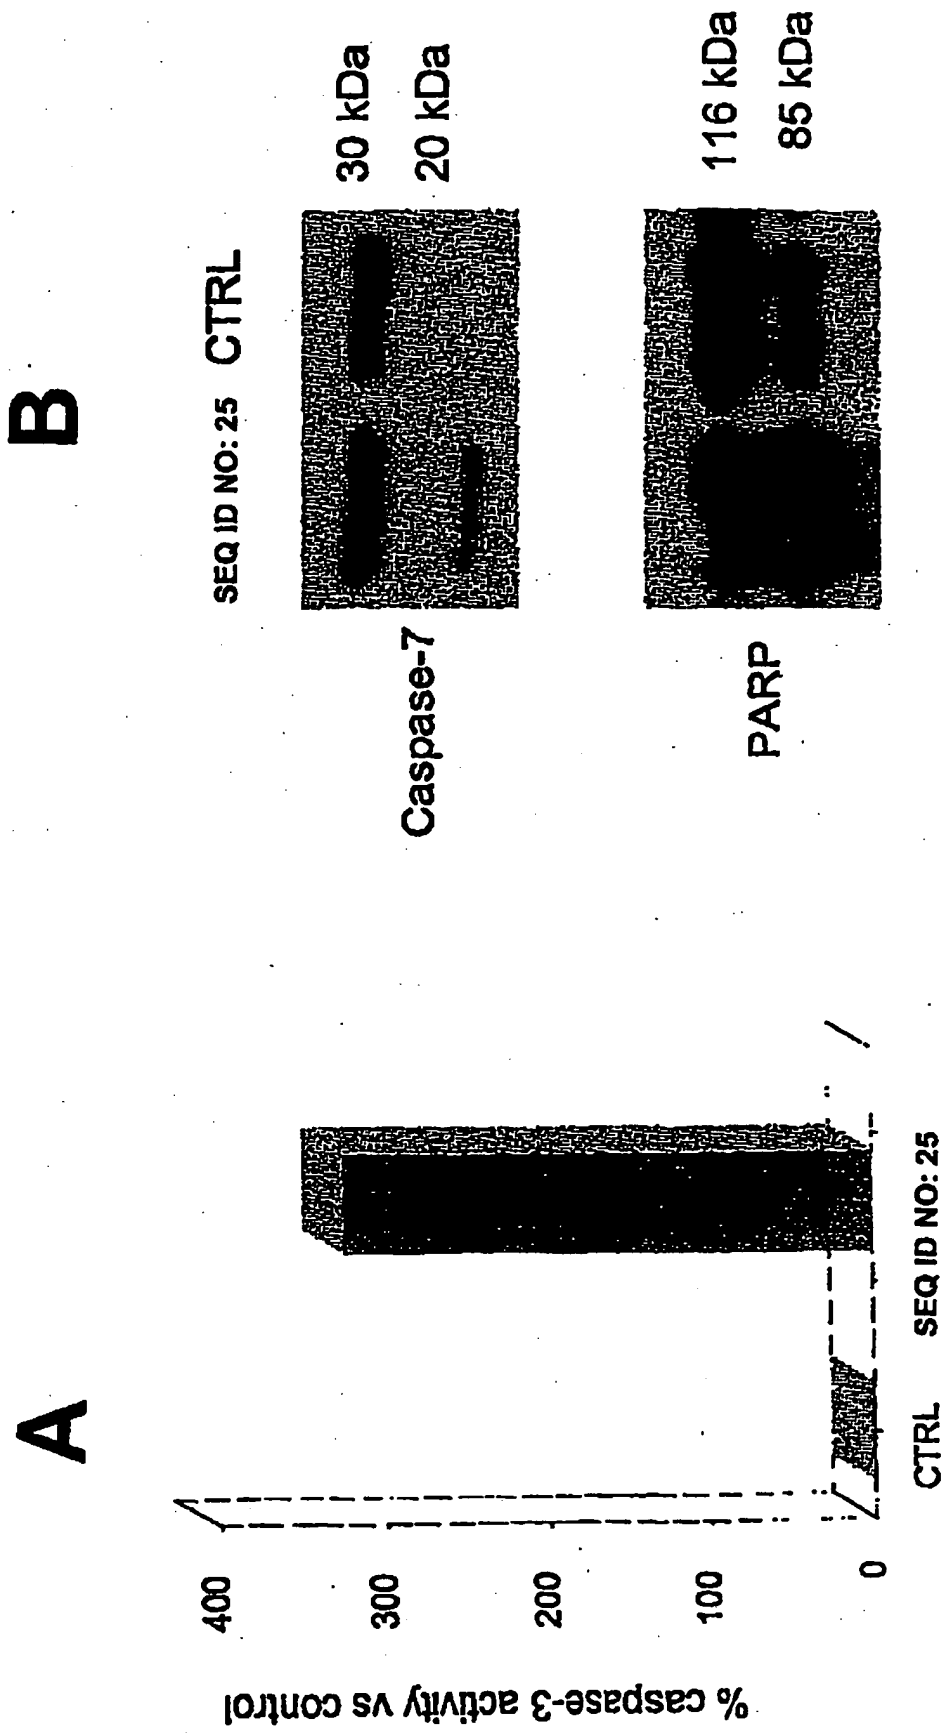 A
% caspase-3 activity vs control
400
300
200
100
0
CTRL
SEQ ID NO: 25
B
SEQ ID NO: 25 CTRL
Caspase-7
30 kDa
20 kDa
PARP
116 kDa
85 kDa